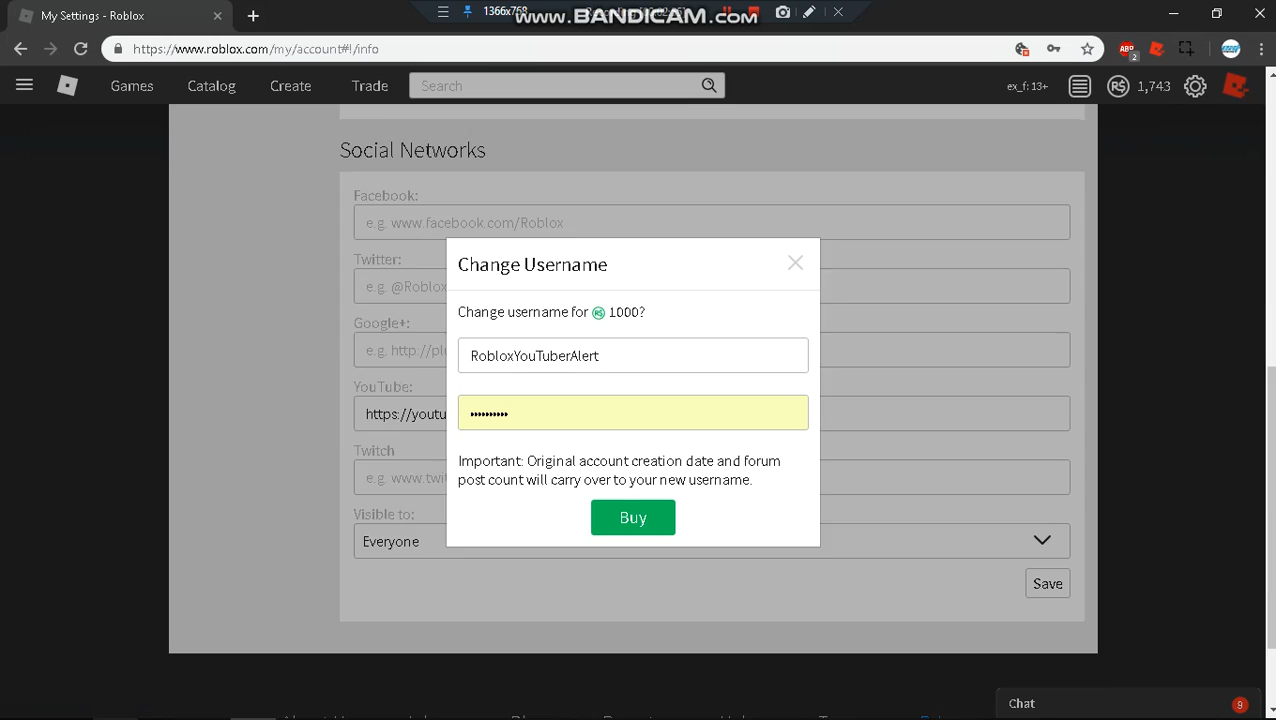 My Settings - Roblox
1366x768
www.BANDICAM.com
https://www.roblox.com/my/account#!/info
ABP
2
Games
Catalog
Create
Trade
Search
ex_f: 13+
R$ 1,743
Social Networks
Facebook:
e.g. www.facebook.com/Roblox
Twitter:
e.g. @Roblox
Google+:
e.g. http://pl
YouTube:
https://youtu
Twitch
e.g. www.twi
Visible to:
Everyone
Save
Change Username
Change username for R$ 1000?
RobloxYouTuberAlert
••••••••••
Important: Original account creation date and forum
post count will carry over to your new username.
Buy
Chat
9